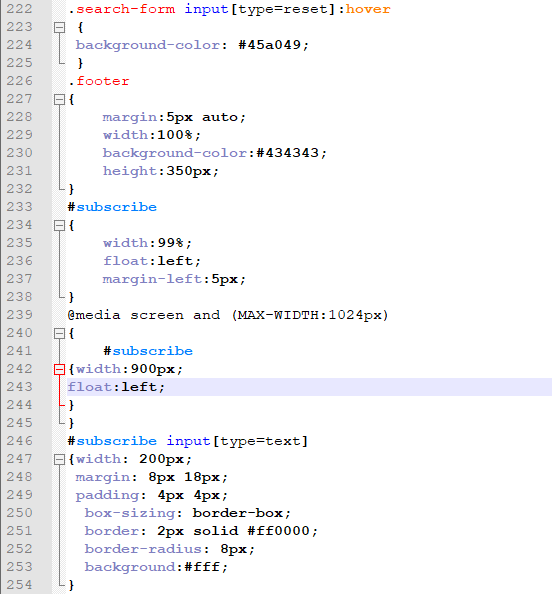 222 .search-form input[type=reset]:hover
223 {
224 background-color: #45a049;
225 }
226 .footer
227 {
228 margin:5px auto;
229 width:100%;
230 background-color:#434343;
231 height:350px;
232 }
233 #subscribe
234 {
235 width:99%;
236 float:left;
237 margin-left:5px;
238 }
239 @media screen and (MAX-WIDTH:1024px)
240 {
241 #subscribe
242 {width:900px;
243 float:left;
244 }
245 }
246 #subscribe input[type=text]
247 {width: 200px;
248 margin: 8px 18px;
249 padding: 4px 4px;
250 box-sizing: border-box;
251 border: 2px solid #ff0000;
252 border-radius: 8px;
253 background:#fff;
254 }